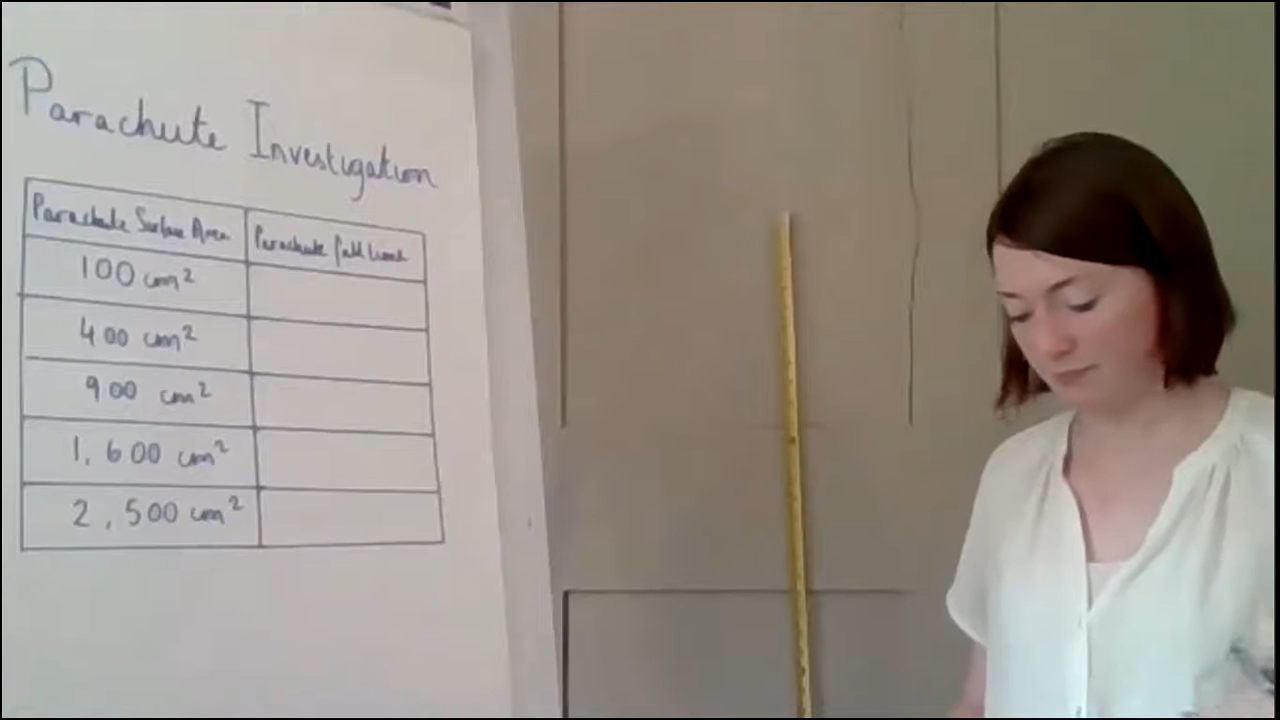 Parachute Investigation
Parachute Surface Area Parachute fall time
100 cm²
400 cm²
900 cm²
1,600 cm²
2,500 cm²